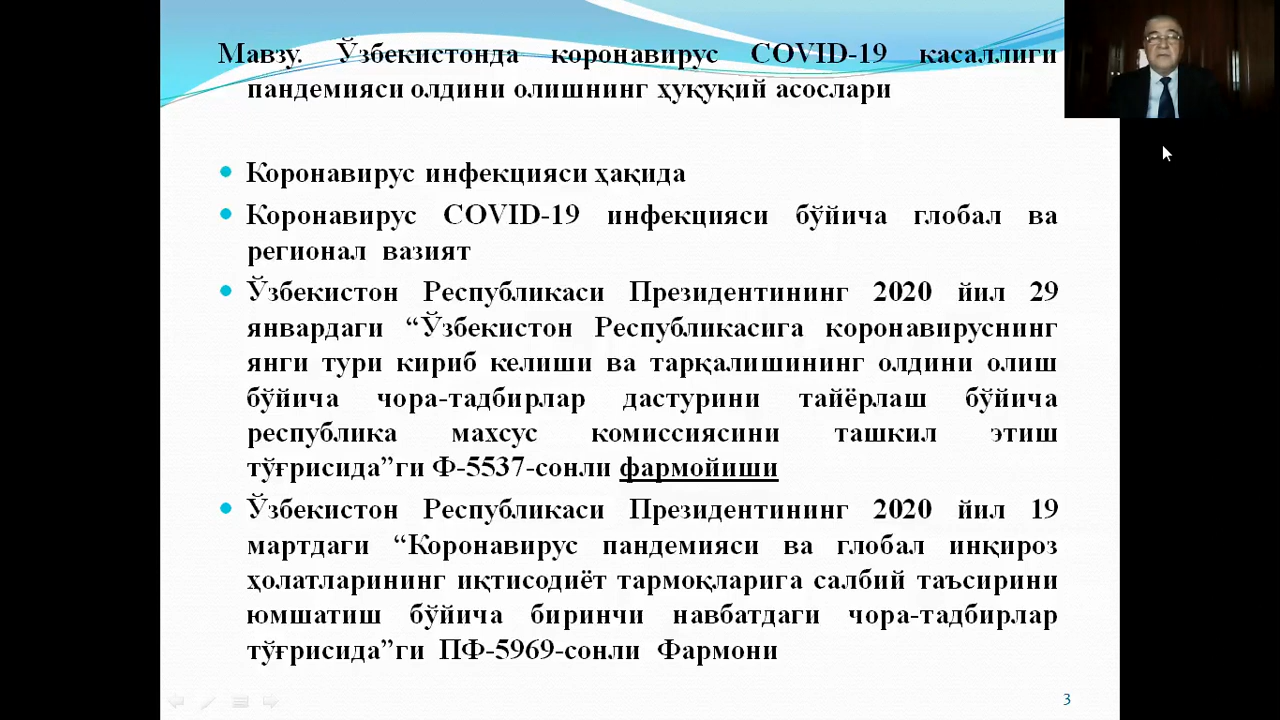 Мавзу. Ўзбекистонда коронавирус COVID-19 касаллиги
пандемияси олдини олишнинг ҳуқуқий асослари
Коронавирус инфекцияси ҳақида
Коронавирус COVID-19 инфекцияси бўйича глобал ва
регионал вазият
Ўзбекистон Республикаси Президентининг 2020 йил 29
январдаги “Ўзбекистон Республикасига коронавируснинг
янги тури кириб келиши ва тарқалишининг олдини олиш
бўйича чора-тадбирлар дастурини тайёрлаш бўйича
республика махсус комиссиясини ташкил этиш
тўғрисида”ги Ф-5537-сонли фармойиши
Ўзбекистон Республикаси Президентининг 2020 йил 19
мартдаги “Коронавирус пандемияси ва глобал инқироз
ҳолатларининг иқтисодиёт тармоқларига салбий таъсирини
юмшатиш бўйича биринчи навбатдаги чора-тадбирлар
тўғрисида”ги ПФ-5969-сонли Фармони
3